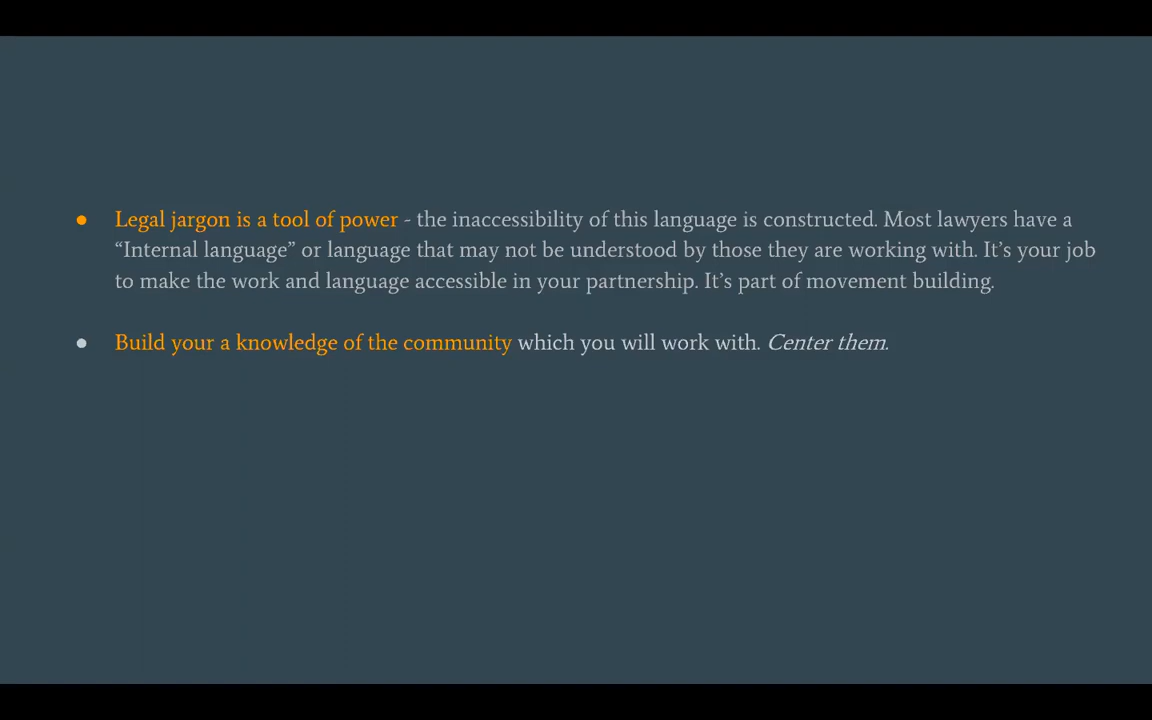 ● Legal jargon is a tool of power - the inaccessibility of this language is constructed. Most lawyers have a
“Internal language” or language that may not be understood by those they are working with. It’s your job
to make the work and language accessible in your partnership. It’s part of movement building.
● Build your a knowledge of the community which you will work with. Center them.